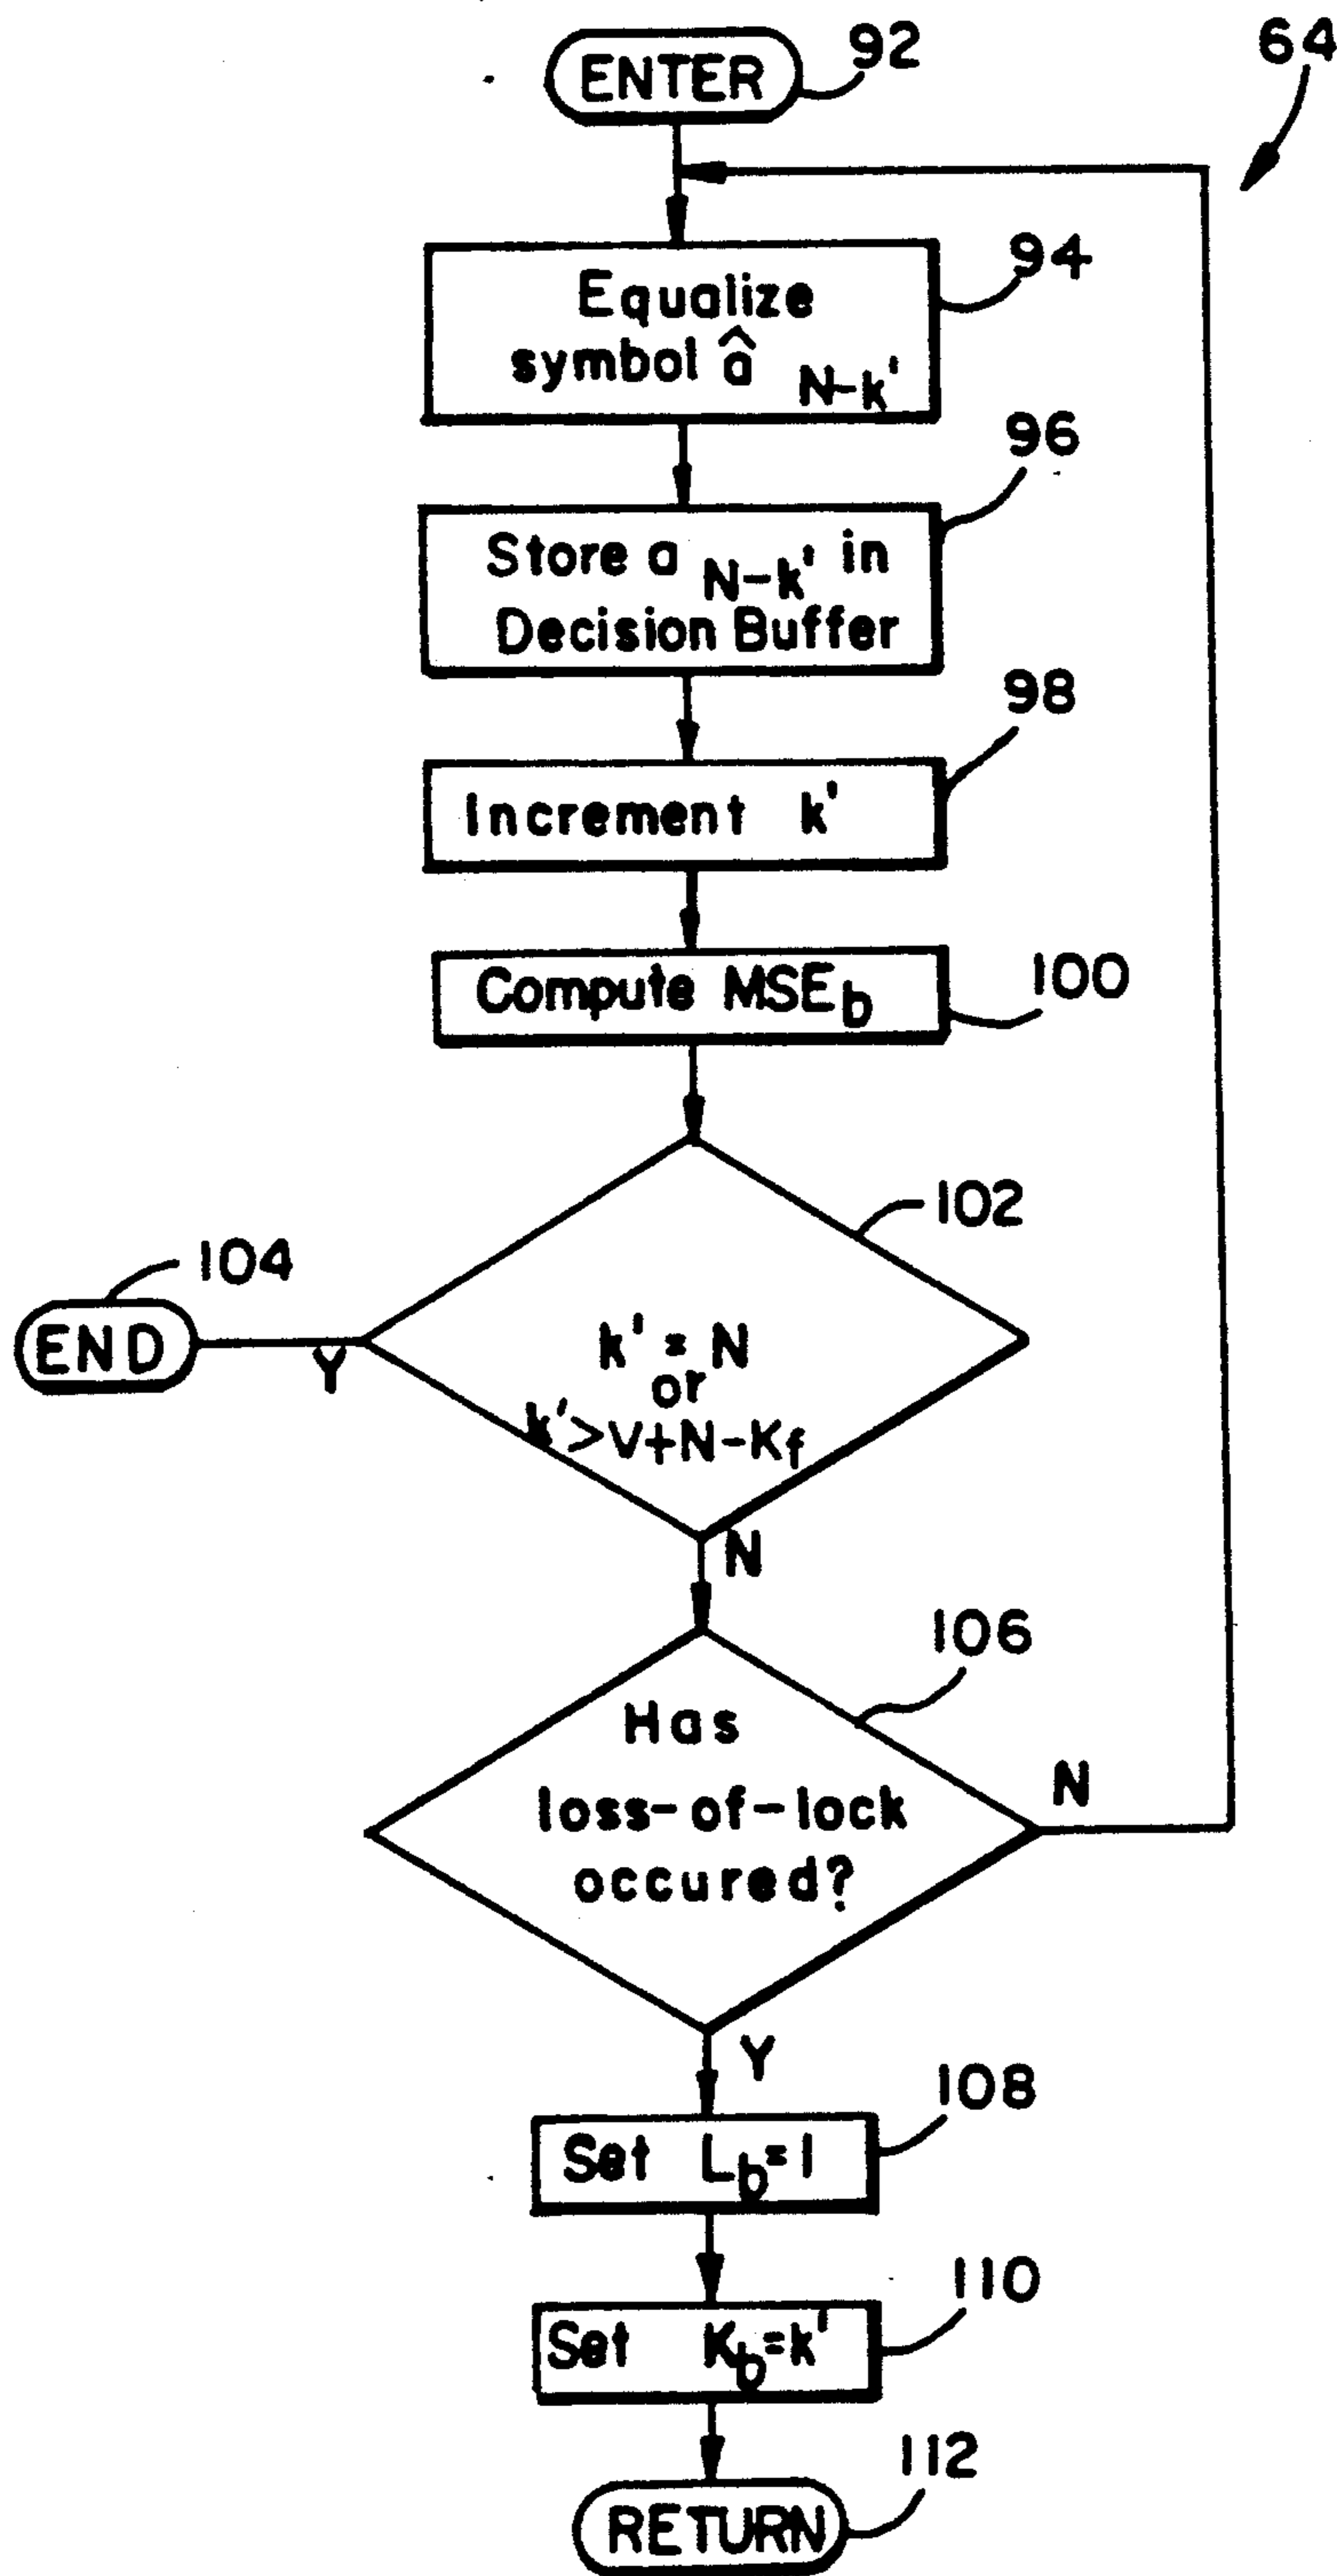 ENTER
92
64
Equalize
symbol â N-k'
94
Store a N-k' in
Decision Buffer
96
Increment k'
98
Compute MSEb
100
102
104
END
Y
k' = N
or
k' > V+N-Kf
N
106
Has
loss-of-lock
occured?
N
Y
108
Set Lb=1
110
Set Kb=k'
112
RETURN